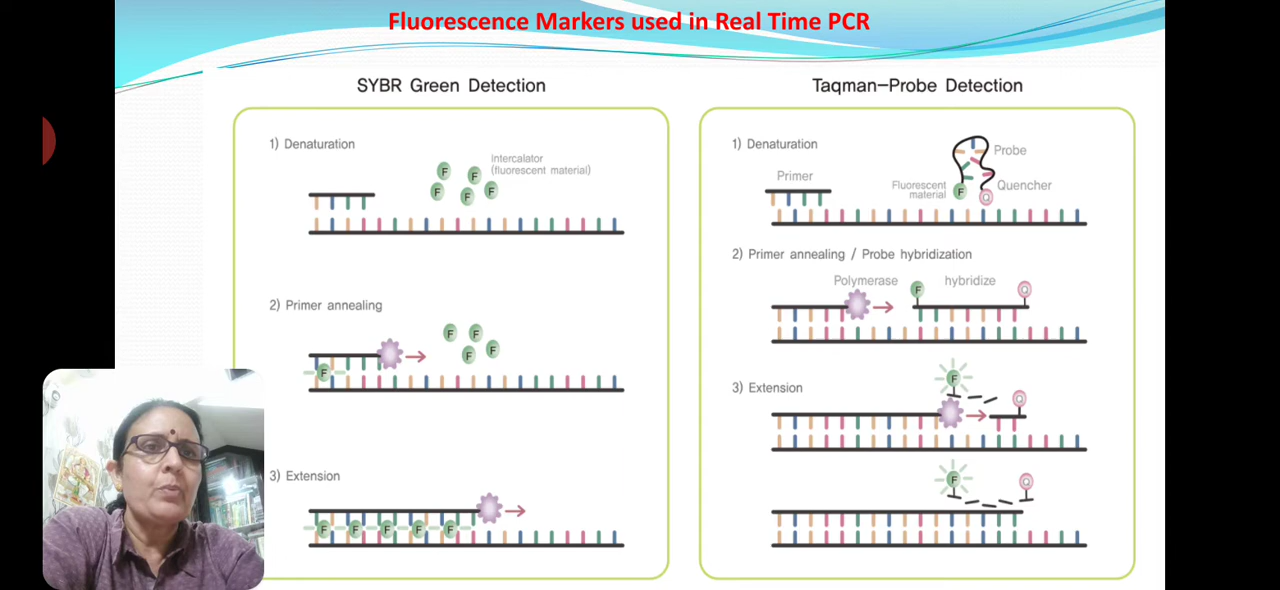 Fluorescence Markers used in Real Time PCR
SYBR Green Detection
1) Denaturation
Intercalator
(fluorescent material)
F
F
F
F
F
2) Primer annealing
F
F
F
F
F
3) Extension
F
F
F
F
F
Taqman-Probe Detection
1) Denaturation
Primer
Probe
Fluorescent
material
F
Quencher
Q
2) Primer annealing / Probe hybridization
Polymerase
F
hybridize
Q
3) Extension
F
Q
F
Q